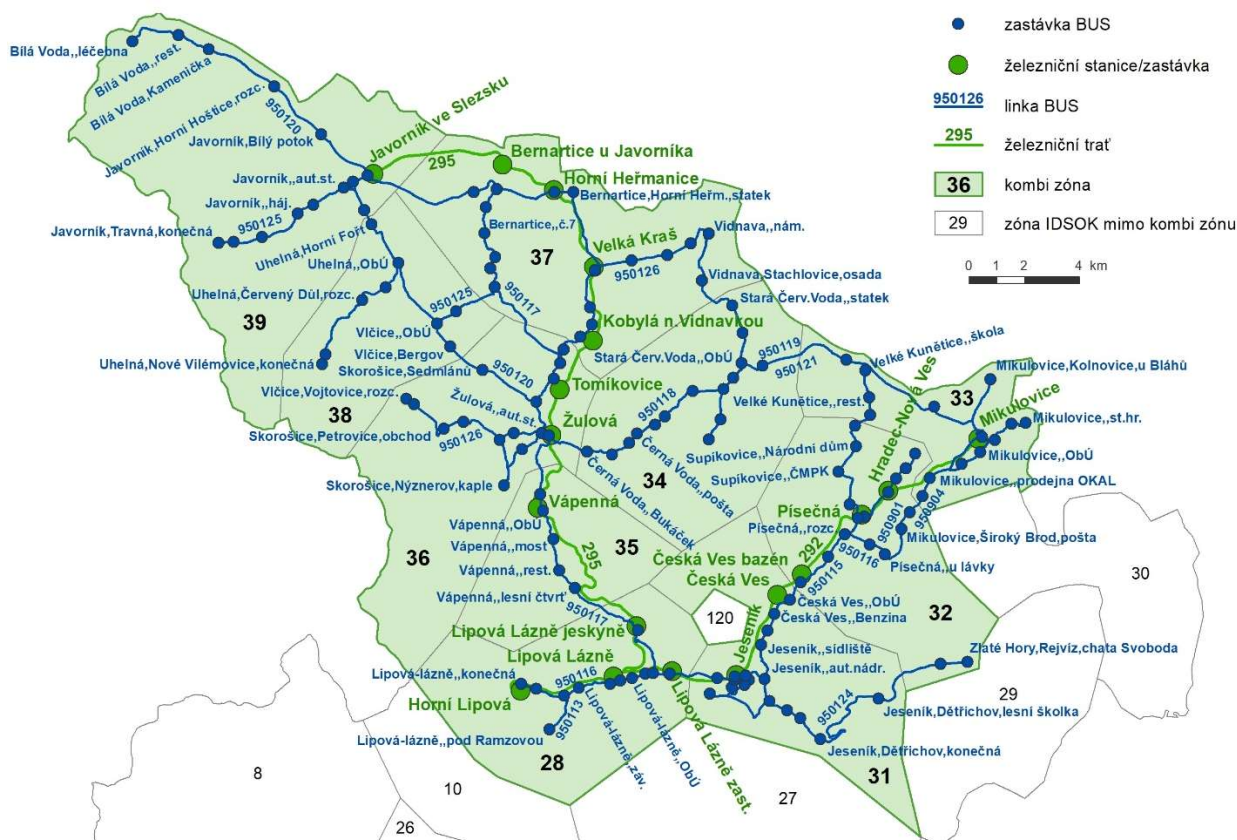 zastávka BUS
železniční stanice/zastávka
950126 linka BUS
295 železniční trať
36 kombi zóna
29 zóna IDSOK mimo kombi zónu
0 2 4 km
Bílá Voda,,léčebna
Bílá Voda,,rest.
Bílá Voda,Kamenička
Javorník,Horní Hoštice,rozc.
950120
Javorník,Bílý potok
Javorník ve Slezsku
295
Bernartice u Javorníka
Horní Heřmanice
Javorník,,aut.st.
Bernartice,Horní Heřm.,statek
Javorník,,háj.
950125
Javorník,Travná,konečná
Bernartice,,č.7
Uhelná,Horní Fořt
37
Velká Kraš
Vidnava,,nám.
950126
Uhelná,,ObÚ
Vidnava,Stachlovice,osada
Uhelná,Červený Důl,rozc.
950125
950117
Stará Červ.Voda,,statek
39
Kobylá n.Vidnavkou
Vlčice,,ObÚ
Vlčice,Bergov
Stará Červ.Voda,,ObÚ
950119
950121
Velké Kunětice,,škola
Uhelná,Nové Vilémovice,konečná
Skorošice,Sedmlánů
950120
Mikulovice,Kolnovice,u Bláhů
Tomíkovice
33
Vlčice,Vojtovice,rozc.
950118
Velké Kunětice,,rest.
Hradec-Nová Ves
Mikulovice
38
Žulová,,aut.st.
Žulová
Mikulovice,,st.hr.
Skorošice,Petrovice,obchod
950126
Supíkovice,,Národni dům
Mikulovice,,ObÚ
Černá Voda,,pošta
34
Supíkovice,,ČMPK
Mikulovice,,prodejna OKAL
Skorošice,Nýznerov,kaple
Černá Voda,,Bukáček
950904
Vápenná
Písečná
950901
Vápenná,,ObÚ
Písečná,,rozc.
Mikulovice,Široký Brod,pošta
Vápenná,,most
35
292
950116
36
295
Česká Ves bazén
Písečná,,u lávky
Vápenná,,rest.
Česká Ves
950115
30
Vápenná,,lesní čtvrť
Česká Ves,,ObÚ
950117
120
Česká Ves,,Benzina
32
Lipová Lázně jeskyně
Jeseník
Jeseník,,sídliště
Zlaté Hory,Rejvíz,chata Svoboda
Lipová Lázně
Jeseník,,aut.nádr.
Lipová-lázně,,konečná
950116
29
Horní Lipová
950124
950113
Lipová-lázně,,záv.
Lipová-lázně,,ObÚ
Lipová Lázně zast.
Jeseník,Dětřichov,lesní školka
Lipová-lázně,,pod Ramzovou
Jeseník,Dětřichov,konečná
28
31
8
10
27
26